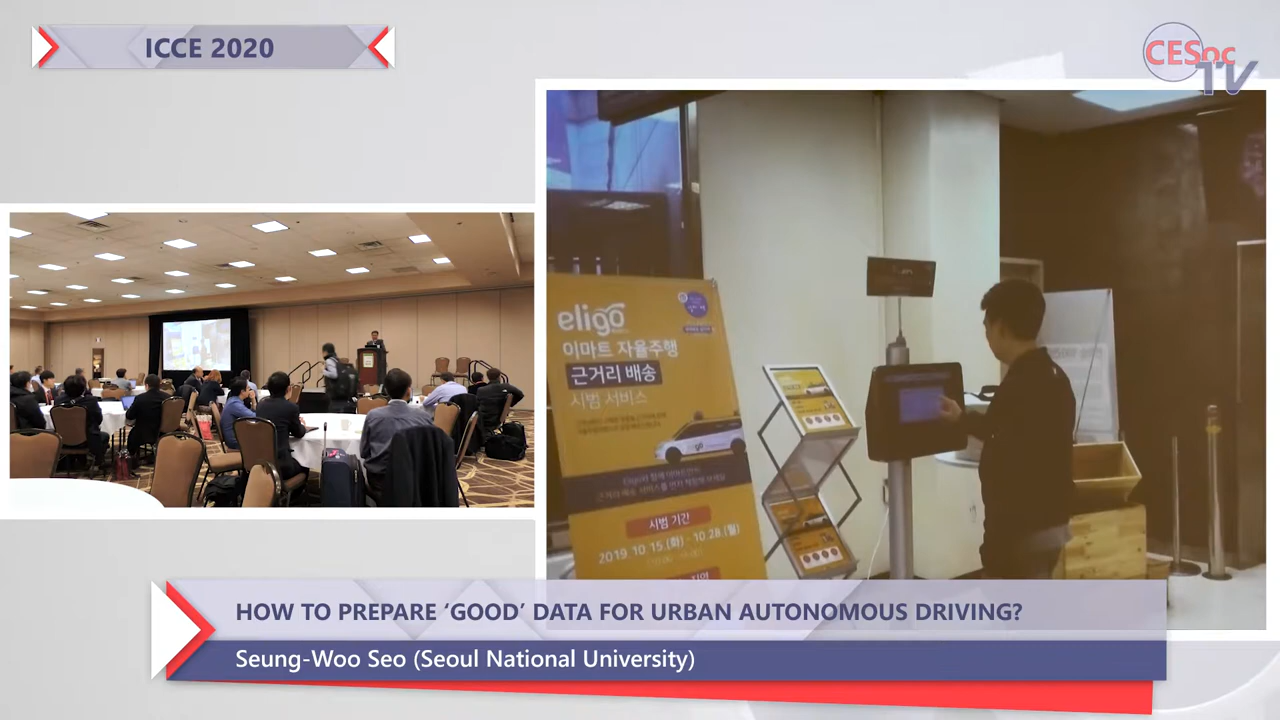 ICCE 2020
CESoc
TV
eligo
이마트 자율주행
근거리 배송
시범 서비스
시범 기간
2019. 10. 15 (화) - 10. 28 (월)
HOW TO PREPARE ‘GOOD’ DATA FOR URBAN AUTONOMOUS DRIVING?
Seung-Woo Seo (Seoul National University)